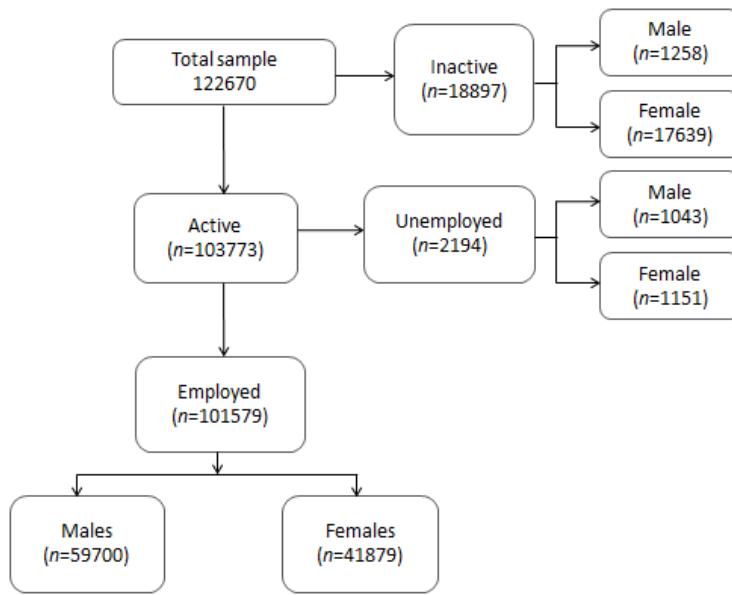 Total sample
122670
Inactive
(n=18897)
Male
(n=1258)
Female
(n=17639)
Active
(n=103773)
Unemployed
(n=2194)
Male
(n=1043)
Female
(n=1151)
Employed
(n=101579)
Males
(n=59700)
Females
(n=41879)